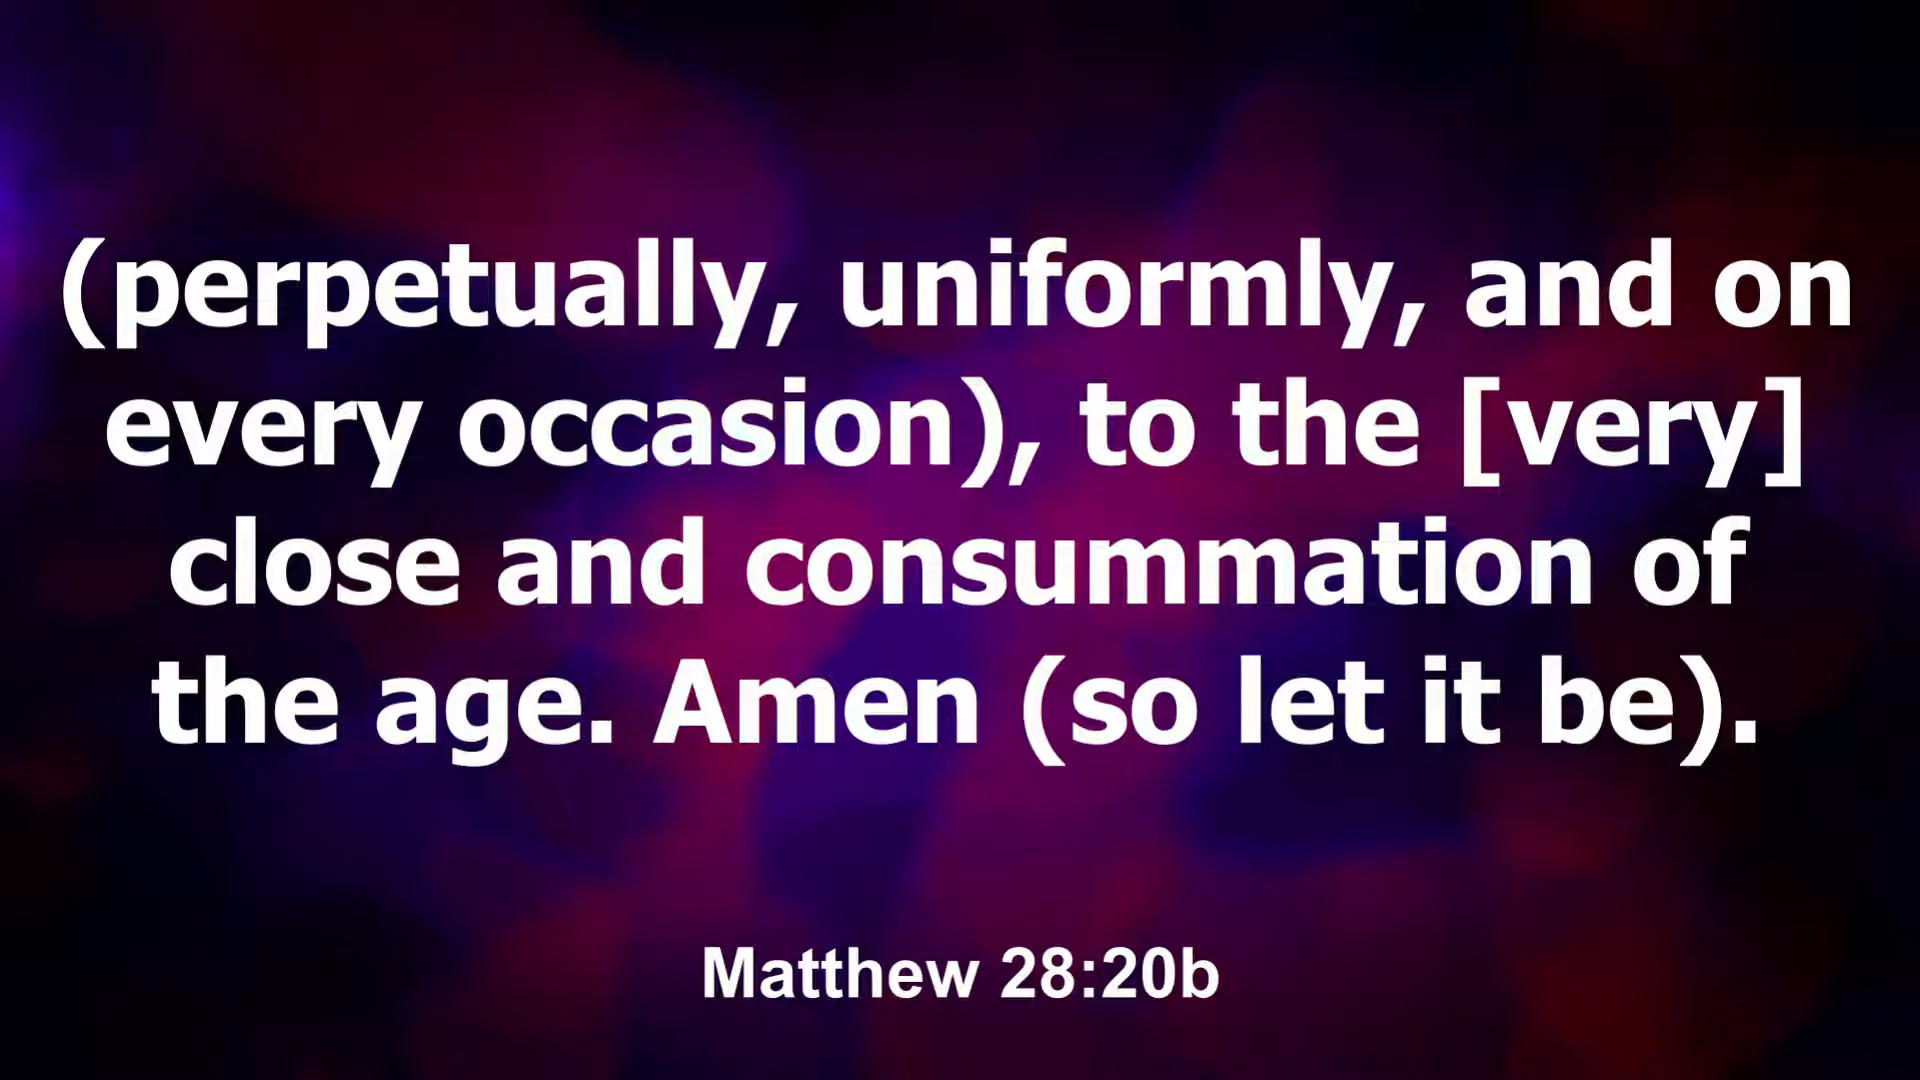 (perpetually, uniformly, and on
every occasion), to the [very]
close and consummation of
the age. Amen (so let it be).
Matthew 28:20b